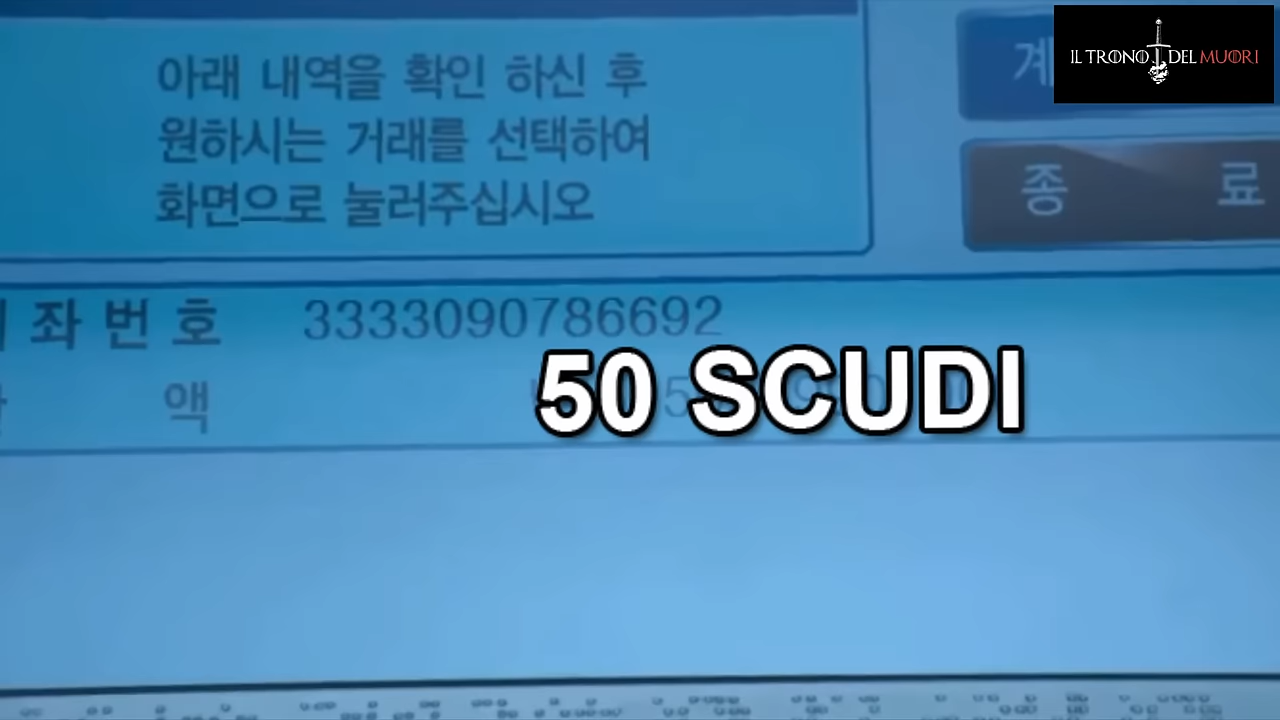 아래 내역을 확인 하신 후
원하시는 거래를 선택하여
화면으로 눌러주십시오
계
종 료
IL TRONO DEL MUORI
좌 번 호 3333090786692
액
50 SCUDI